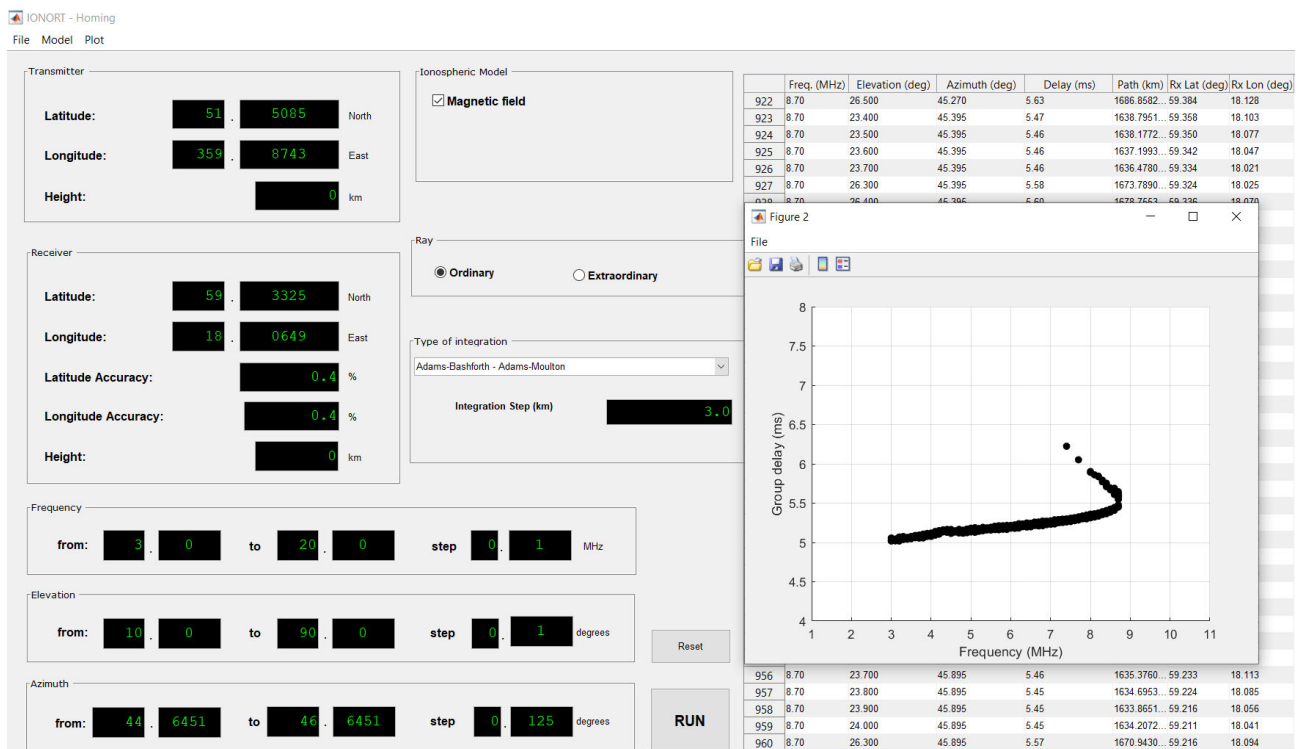 IONORT - Homing
File Model Plot
Transmitter
Latitude: 51 . 5085 North
Longitude: 359 . 8743 East
Height: 0 km
Receiver
Latitude: 59 . 3325 North
Longitude: 18 . 0649 East
Latitude Accuracy: 0.4 %
Longitude Accuracy: 0.4 %
Height: 0 km
Ionospheric Model
Magnetic field
Ray
Ordinary Extraordinary
Type of integration
Adams-Bashforth - Adams-Moulton
Integration Step (km) 3.0
Frequency
from: 3 . 0 to 20 . 0 step 0 . 1 MHz
Elevation
from: 10 . 0 to 90 . 0 step 0 . 1 degrees
Azimuth
from: 44 . 6451 to 46 . 6451 step 0 . 125 degrees
Reset
RUN
Freq. (MHz) Elevation (deg) Azimuth (deg) Delay (ms) Path (km) Rx Lat (deg) Rx Lon (deg)
922 8.70 26.500 45.270 5.63 1686.8582... 59.384 18.128
923 8.70 23.400 45.395 5.47 1638.7951... 59.358 18.103
924 8.70 23.500 45.395 5.46 1638.1772... 59.350 18.077
925 8.70 23.600 45.395 5.46 1637.1993... 59.342 18.047
926 8.70 23.700 45.395 5.46 1636.4780... 59.334 18.021
927 8.70 26.300 45.395 5.58 1673.7890... 59.324 18.025
Figure 2
File
8
7.5
7
6.5
6
5.5
5
4.5
4
Group delay (ms)
1 2 3 4 5 6 7 8 9 10 11
Frequency (MHz)
956 8.70 23.700 45.895 5.46 1635.3760... 59.233 18.113
957 8.70 23.800 45.895 5.45 1634.6953... 59.224 18.085
958 8.70 23.900 45.895 5.45 1633.8651... 59.216 18.056
959 8.70 24.000 45.895 5.45 1634.2072... 59.211 18.041
960 8.70 26.300 45.895 5.57 1670.9430... 59.216 18.094